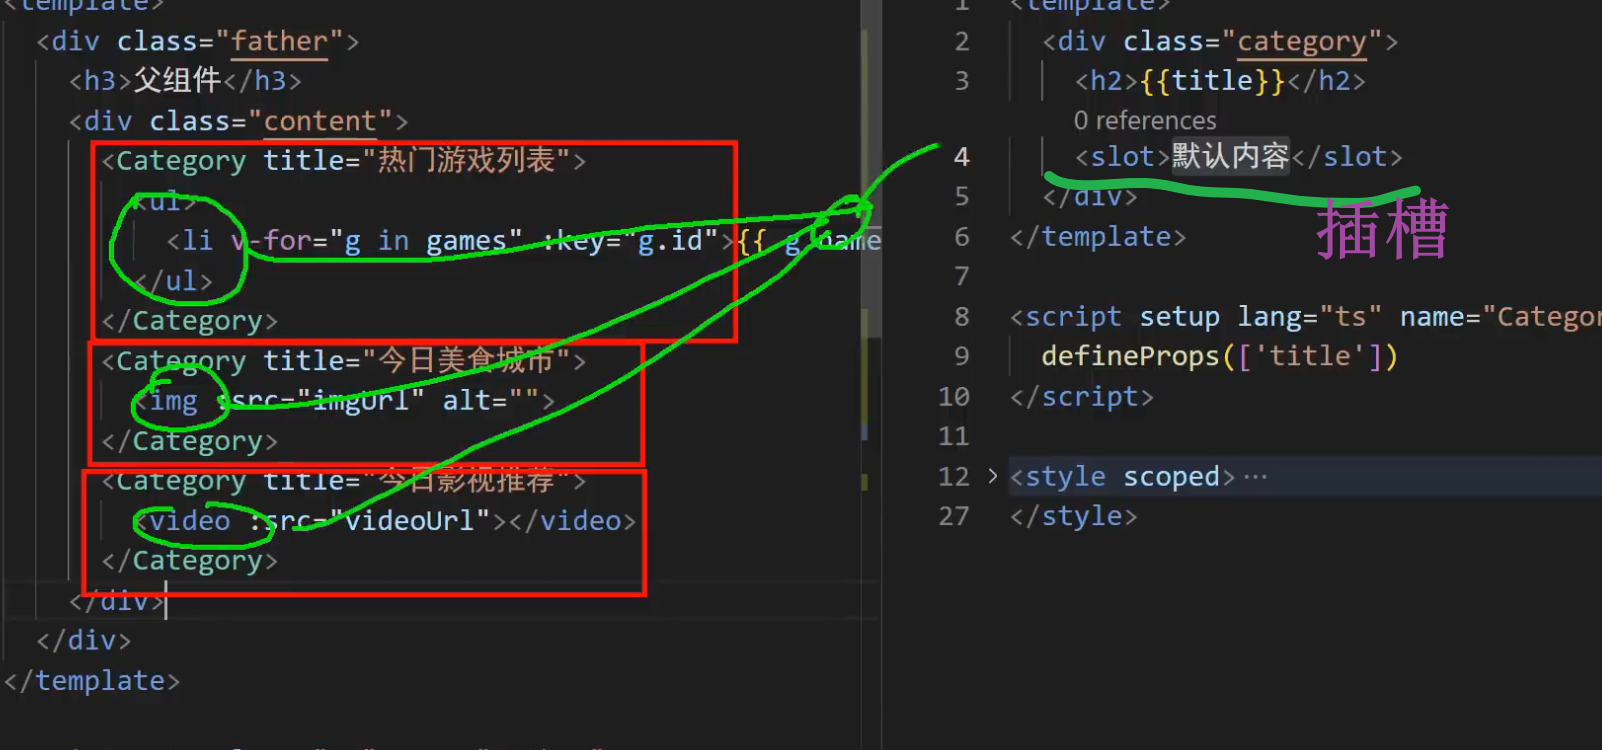 <template>
<div class="father">
<h3>父组件</h3>
<div class="content">
<Category title="热门游戏列表">
<ul>
<li v-for="g in games" :key="g.id">{{ g.name
</ul>
</Category>
<Category title="今日美食城市">
<img :src="imgUrl" alt="">
</Category>
<Category title="今日影视推荐">
<video :src="videoUrl"></video>
</Category>
</div>
</div>
</template>
1 <template>
2 <div class="category">
3 <h2>{{title}}</h2>
0 references
4 <slot>默认内容</slot>
5 </div>
插槽
6 </template>
7
8 <script setup lang="ts" name="Categor
9 defineProps(['title'])
10 </script>
11
12 <style scoped>···
27 </style>